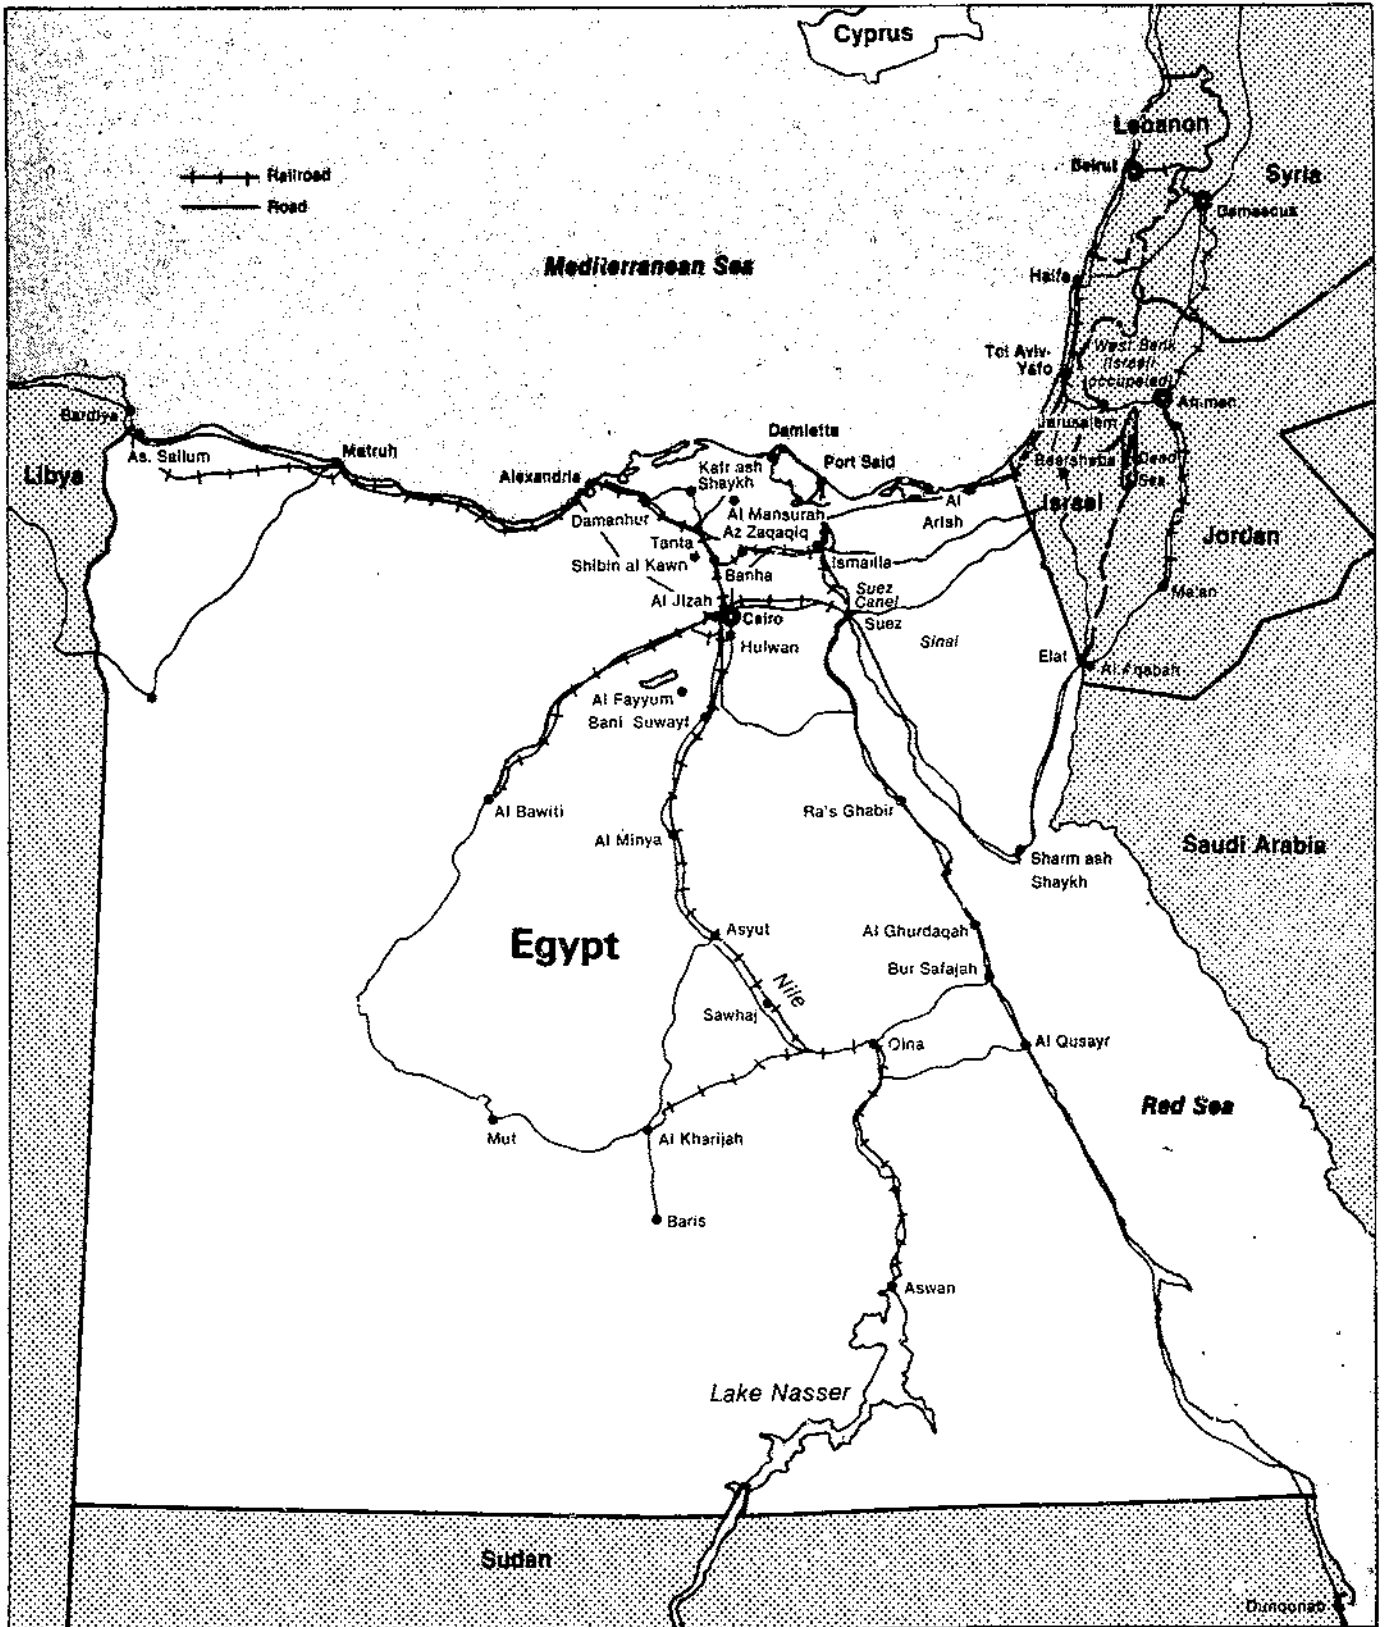 Cyprus
Lebanon
Beirut
Syria
Damascus
Railroad
Road
Mediterranean Sea
Haifa
Tel Aviv-
Yafo
West Bank
(Israeli
occupied)
Amman
Jerusalem
Bardiya
As. Sallum
Matruh
Libya
Alexandria
Damietta
Kafr ash
Shaykh
Port Said
Beersheba
Dead
Sea
Israel
Al
Arish
Damanhur
Al Mansurah
Az Zaqaqiq
Tanta
Jordan
Shibin al Kawn
Ismailia
Banha
Suez
Canal
Ma'an
Al Jizah
Cairo
Suez
Hulwan
Sinai
Elat
Al Aqabah
Al Fayyum
Bani Suwayf
Al Bawiti
Ra's Ghabir
Al Minya
Saudi Arabia
Sharm ash
Shaykh
Egypt
Asyut
Al Ghurdaqah
Bur Safajah
Nile
Sawhaj
Qina
Al Qusayr
Red Sea
Mut
Al Kharijah
Baris
Aswan
Lake Nasser
Sudan
Dunqunab